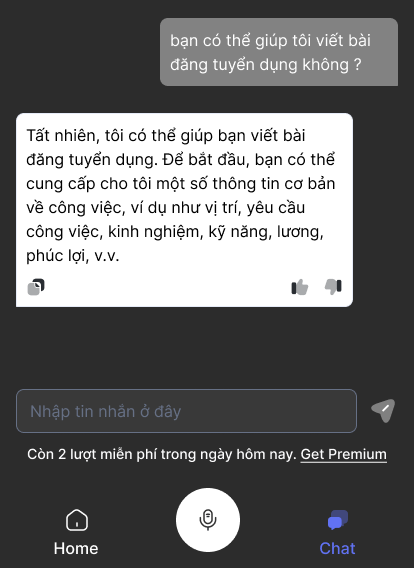 bạn có thể giúp tôi viết bài
đăng tuyển dụng không ?
Tất nhiên, tôi có thể giúp bạn viết bài
đăng tuyển dụng. Để bắt đầu, bạn có thể
cung cấp cho tôi một số thông tin cơ bản
về công việc, ví dụ như vị trí, yêu cầu
công việc, kinh nghiệm, kỹ năng, lương,
phúc lợi, v.v.
Nhập tin nhắn ở đây
Còn 2 lượt miễn phí trong ngày hôm nay. Get Premium
Home
Chat